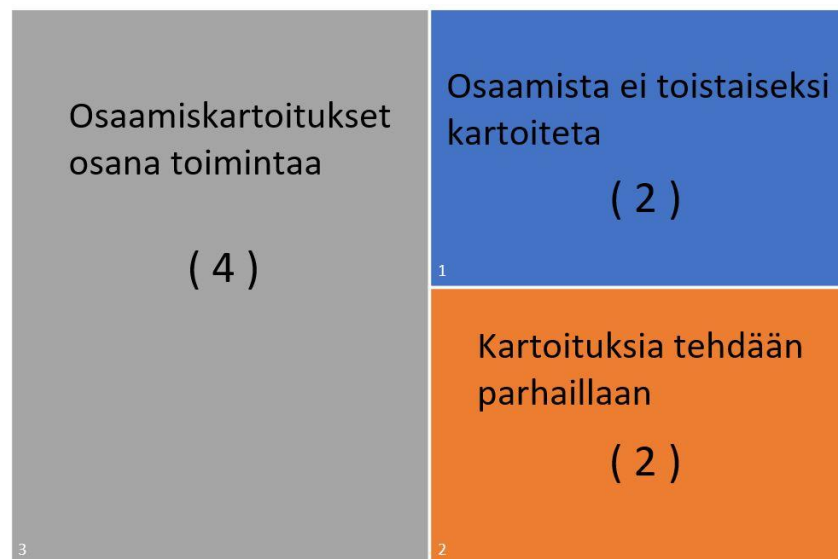 Osaamiskartoitukset
osana toimintaa
( 4 )
3
Osaamista ei toistaiseksi
kartoiteta
( 2 )
1
Kartoituksia tehdään
parhaillaan
( 2 )
2